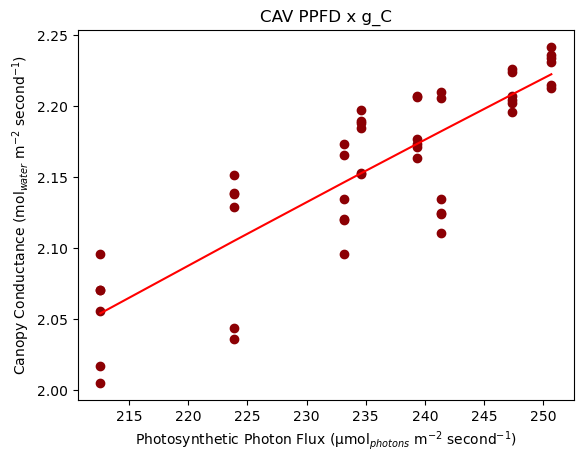 CAV PPFD x g_C
2.25
2.20
2.15
2.10
2.05
2.00
Canopy Conductance (mol_water m⁻² second⁻¹)
215 220 225 230 235 240 245 250
Photosynthetic Photon Flux (μmol_photons m⁻² second⁻¹)